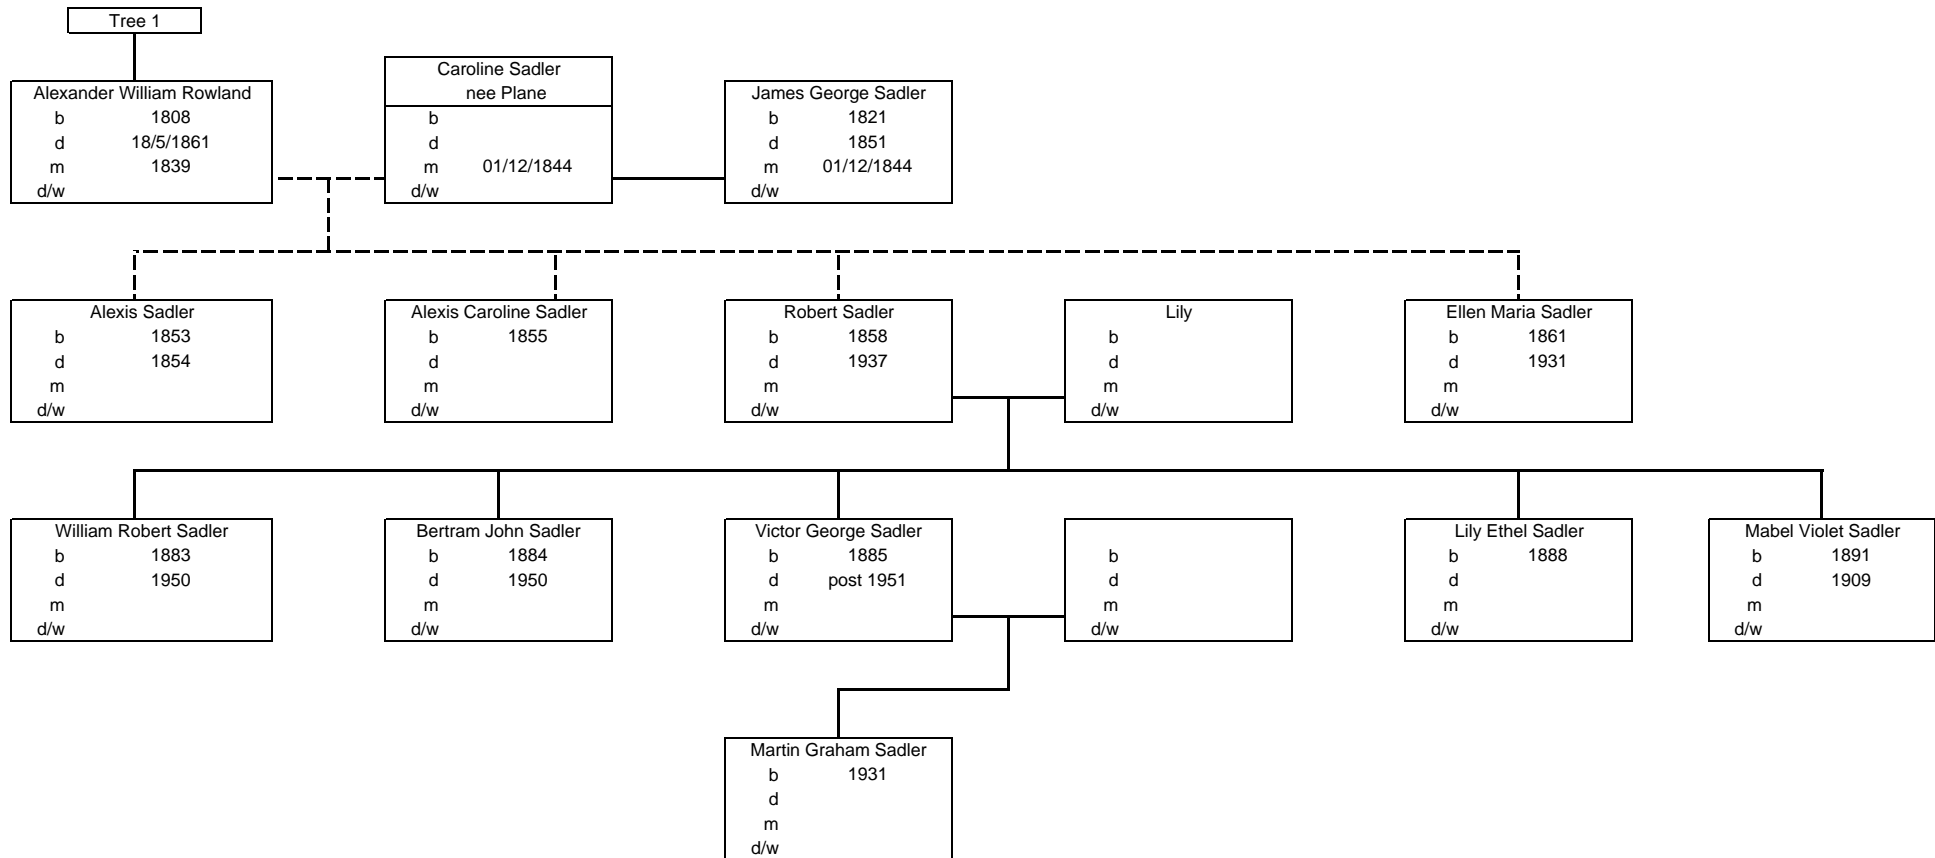 Tree 1
Alexander William Rowland
b 1808
d 18/5/1861
m 1839
d/w
Caroline Sadler
nee Plane
b
d
m 01/12/1844
d/w
James George Sadler
b 1821
d 1851
m 01/12/1844
d/w
Alexis Sadler
b 1853
d 1854
m
d/w
Alexis Caroline Sadler
b 1855
d
m
d/w
Robert Sadler
b 1858
d 1937
m
d/w
Lily
b
d
m
d/w
Ellen Maria Sadler
b 1861
d 1931
m
d/w
William Robert Sadler
b 1883
d 1950
m
d/w
Bertram John Sadler
b 1884
d 1950
m
d/w
Victor George Sadler
b 1885
d post 1951
m
d/w
b
d
m
d/w
Lily Ethel Sadler
b 1888
d
m
d/w
Mabel Violet Sadler
b 1891
d 1909
m
d/w
Martin Graham Sadler
b 1931
d
m
d/w